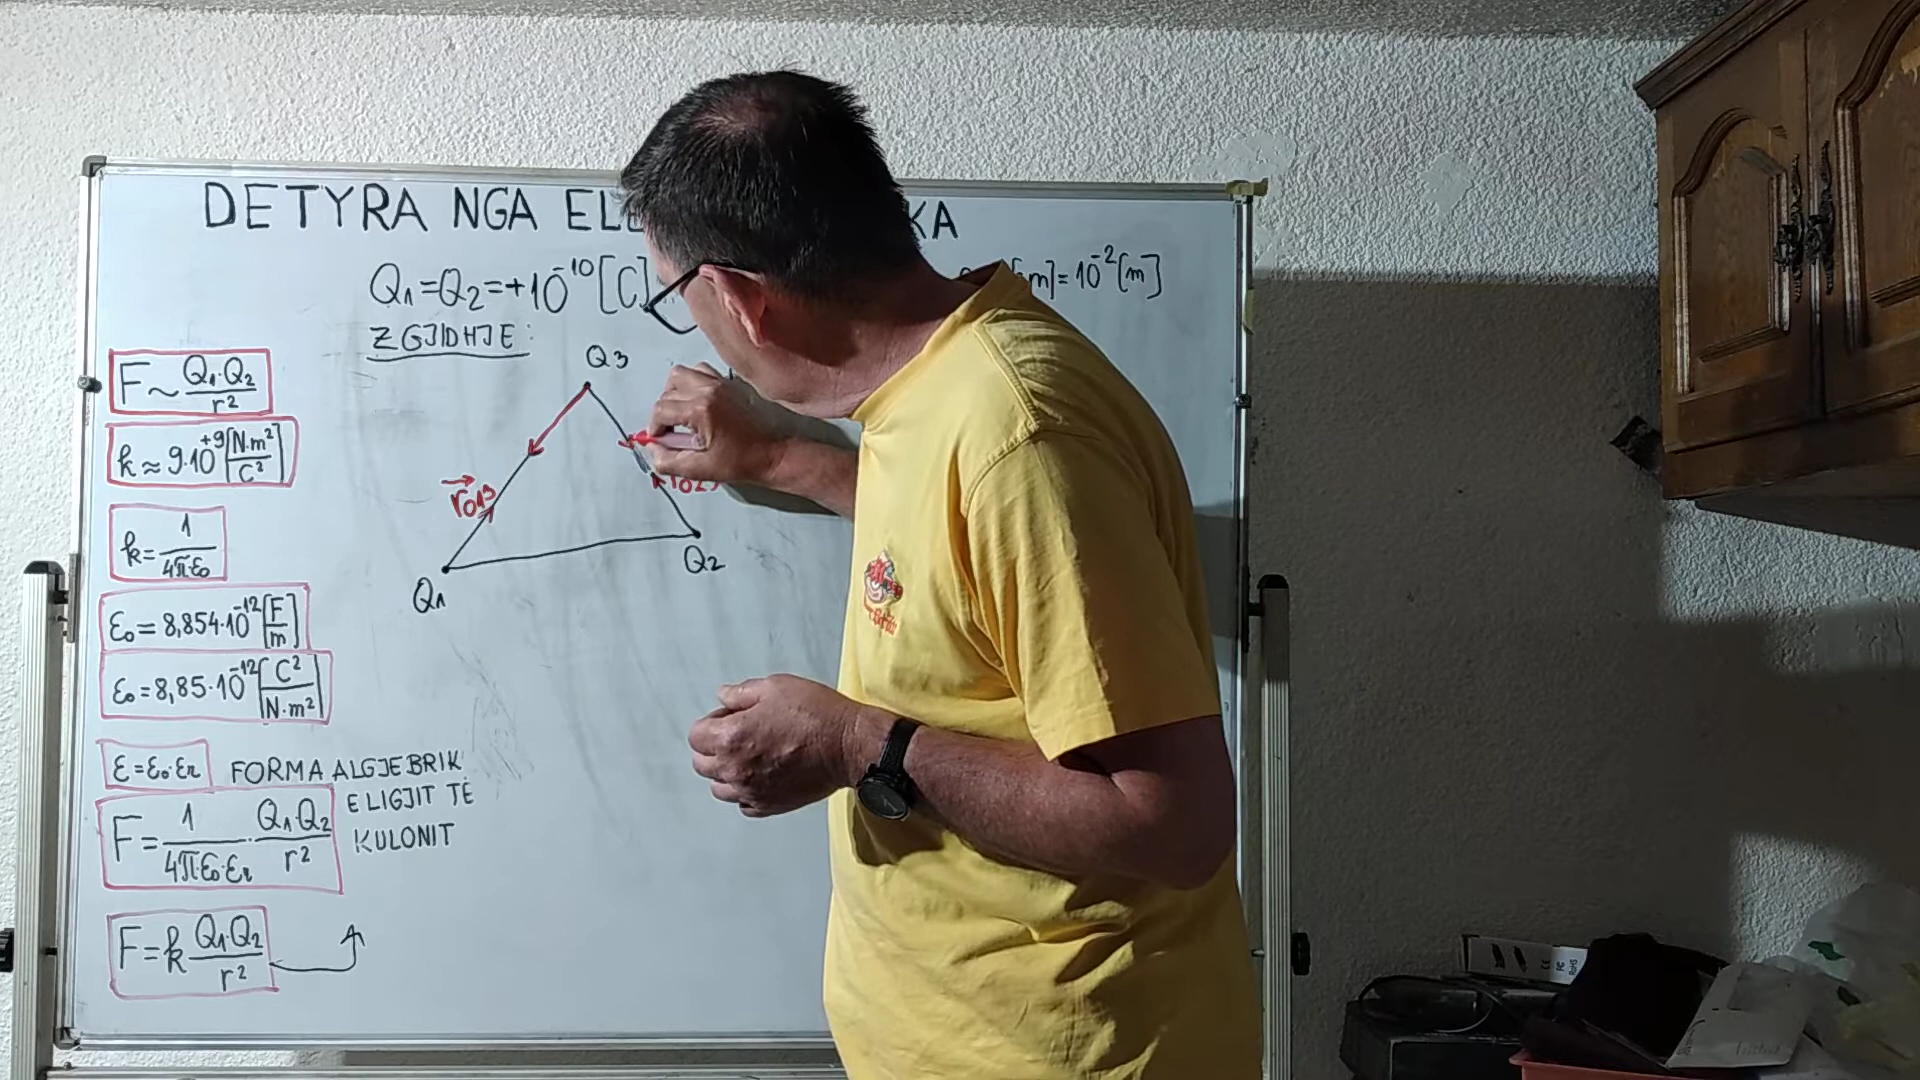 DETYRA NGA ELE KA
Q₁=Q₂=+10⁻¹⁰[C] m]=10⁻²[m]
ZGJIDHJE:
Q3
r₀₁₃
r₀₂₃
Q1
Q2
F~Q₁·Q₂/r²
k≈9·10⁺⁹[N·m²/C²]
k=1/4π·ε₀
ε₀=8,854·10⁻¹²[F/m]
ε₀=8,85·10⁻¹²[C²/N·m²]
ε=ε₀·εr
FORMA ALGJEBRIK
E LIGJIT TË
KULONIT
F=1/4π·ε₀·εr·Q₁·Q₂/r²
F=k Q₁·Q₂/r²